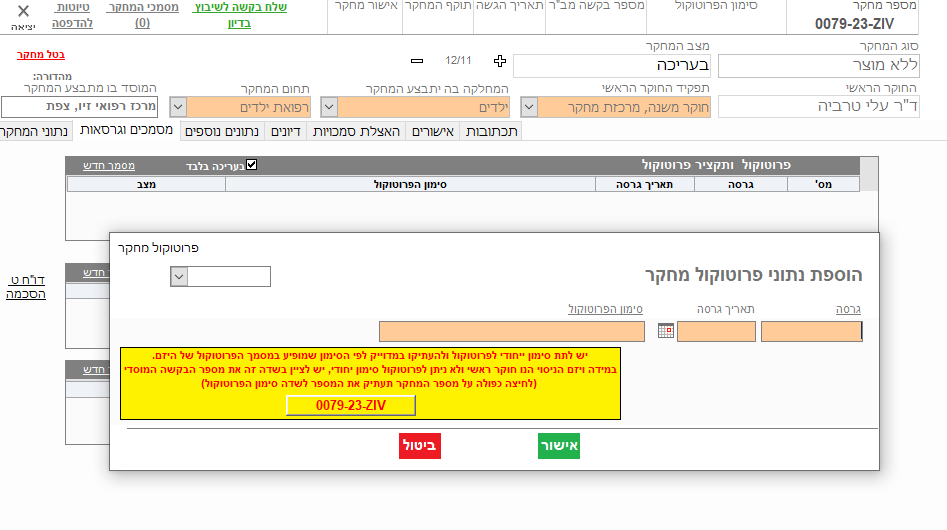 מספר מחקר
סימון הפרוטוקול
מספר בקשה מב"ר
תאריך הגשה
תוקף המחקר
אישור מחקר
שלח בקשה לשיבוץ בדיון
מסמכי המחקר (0)
טיוטות להדפסה
יציאה
0079-23-ZIV
סוג המחקר
מצב המחקר
בטל מחקר
ללא מוצר
בעריכה
12/11
מהדורה:
החוקר הראשי
תפקיד החוקר הראשי
המחלקה בה יתבצע המחקר
תחום המחקר
המוסד בו מתבצע המחקר
ד"ר עלי טרביה
חוקר משנה, מרכזת מחקר
ילדים
רפואת ילדים
מרכז רפואי זיו, צפת
תכתובות
אישורים
האצלת סמכויות
דיונים
נתונים נוספים
מסמכים וגרסאות
נתוני המחקר
פרוטוקול ותקציר פרוטוקול
בעריכה בלבד
מסמך חדש
מס'
גרסה
תאריך גרסה
סימון הפרוטוקול
מצב
פרוטוקול מחקר
הוספת נתוני פרוטוקול מחקר
חדש
דו"ח ט.
הסכמה
גרסה
תאריך גרסה
סימון הפרוטוקול
יש לתת סימון ייחודי לפרוטוקול ולהעתיקו במדוייק לפי הסימון שמופיע במסמך הפרוטוקול של היזם.
במידה ויזם הניסוי הנו חוקר ראשי ולא ניתן לפרוטוקול סימון יחודי, יש לציין בשדה זה את מספר הבקשה המוסדי
(לחיצה כפולה על מספר המחקר תעתיק את המספר לשדה סימון הפרוטוקול)
חדש
0079-23-ZIV
אישור
ביטול